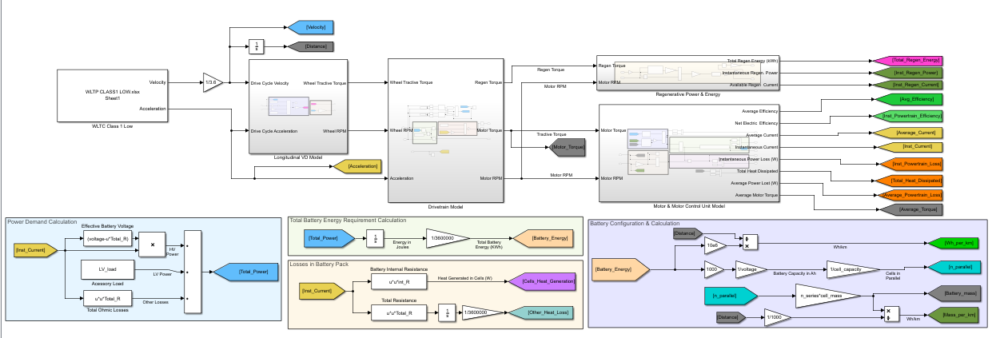 [Velocity]
1/s
[Distance]
WLTP CLASS1 LOW.xlsx
Sheet1
Velocity
Acceleration
WLTC Class 1 Low
1/3.6
Drive Cycle Velocity
Wheel Tractive Torque
Drive Cycle Acceleration
Wheel RPM
Longitudinal VD Model
[Acceleration]
Wheel Tractive Torque
Regen Torque
Wheel RPM
Motor Torque
Acceleration
Motor RPM
Drivetrain Model
Regen Torque
Motor RPM
Tractive Torque
[Motor_Torque]
Motor RPM
Regen Torque
Total Regen Energy (kWh)
Instantaneous Regen. Power
Motor RPM
Available Regen Current
Regenerative Power & Energy
[Total_Regen_Energy]
[Inst_Regen_Power]
[Inst_Regen_Current]
Average Efficiency
Net Electric Efficiency
Average Current
Motor Torque
Instantaneous Current
Instantaneous Power Loss (W)
Total Heat Dissipated
Motor RPM
Average Power Lost (W)
Average Motor Torque
Motor & Motor Control Unit Model
[Avg_Efficiency]
[Inst_Powertrain_Efficiency]
[Average_Current]
[Inst_Current]
[Inst_Powertrain_Loss]
[Total_Heat_Dissipated]
[Average_Powertrain_Loss]
[Average_Torque]
Power Demand Calculation
Effective Battery Voltage
[Inst_Current]
(voltage-u*Total_R)
×
HV
Power
LV_load
Acessory Load
LV Power
u*u*Total_R
Total Ohmic Losses
Other Losses
[Total_Power]
Total Battery Energy Requirement Calculation
[Total_Power]
1/s
Energy in
Joules
1/3600000
Total Battery
Energy (KWh)
[Battery_Energy]
Losses in Battery Pack
Battery Internal Resistance
[Inst_Current]
u*u*Int_R
Heat Generated in Cells (W)
[Cells_Heat_Generation]
Total Resistance
u*u*Total_R
1/s
1/3600000
[Other_Heat_Loss]
Battery Configuration & Calculation
[Distance]
10e6
×
÷
Wh/km
[Wh_per_km]
[Battery_Energy]
1000
1/voltage
Battery Capacity in Ah
1/cell_capacity
Cells in
Parallel
[n_parallel]
[n_parallel]
n_series*cell_mass
[Battery_mass]
[Distance]
1/1000
×
÷
Wh/km
[Mass_per_km]